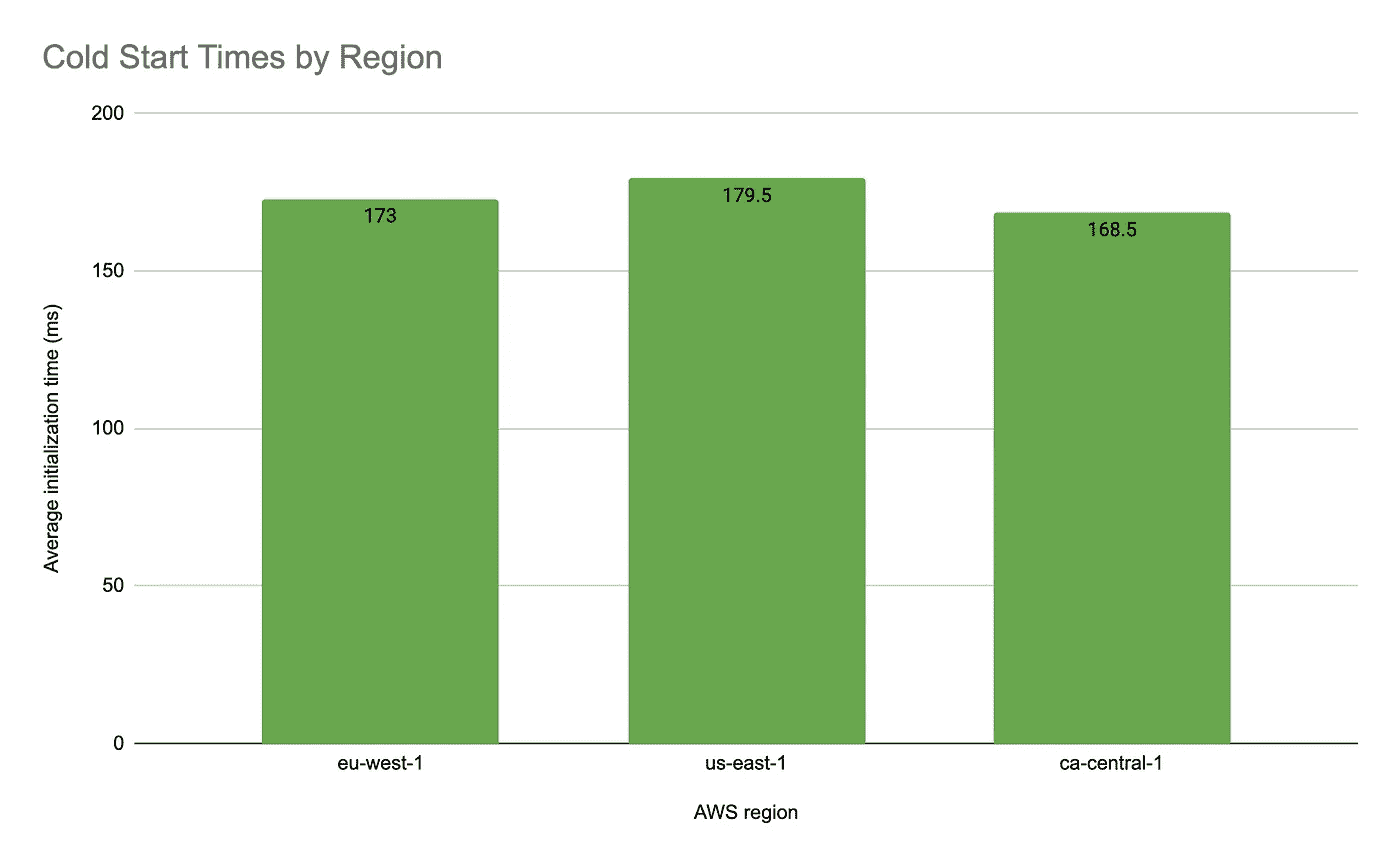 Cold Start Times by Region
200
150
100
50
0
Average initialization time (ms)
173
179.5
168.5
eu-west-1
us-east-1
ca-central-1
AWS region